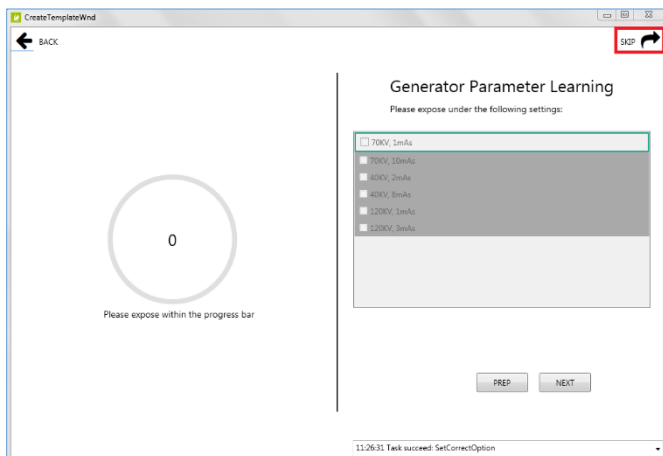 CreateTemplateWnd
BACK
SKIP
Generator Parameter Learning
Please expose under the following settings:
70KV, 1mAs
70KV, 10mAs
40KV, 2mAs
40KV, 8mAs
120KV, 1mAs
120KV, 3mAs
0
Please expose within the progress bar
PREP
NEXT
11:26:31 Task succeed: SetCorrectOption